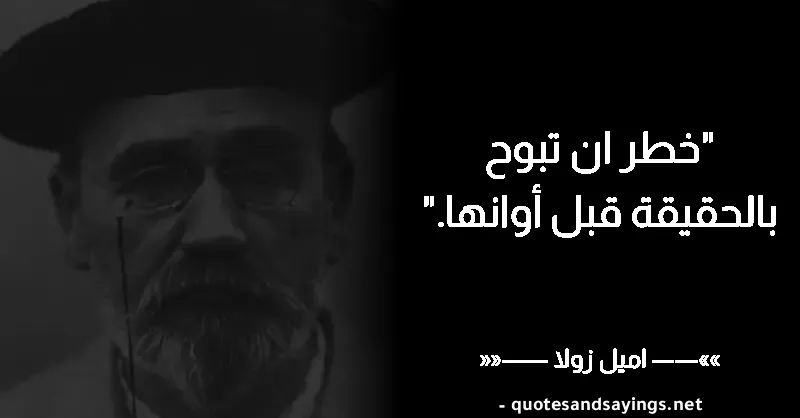 "خطر ان تبوح
بالحقيقة قبل أوانها."
»»—— اميل زولا ——««
- quotesandsayings.net